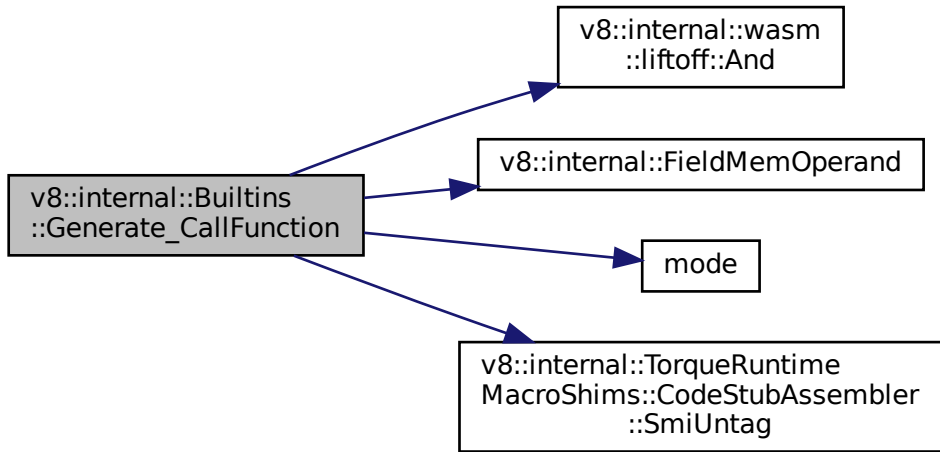 v8::internal::wasm
::liftoff::And
v8::internal::FieldMemOperand
v8::internal::Builtins
::Generate_CallFunction
mode
v8::internal::TorqueRuntime
MacroShims::CodeStubAssembler
::SmiUntag